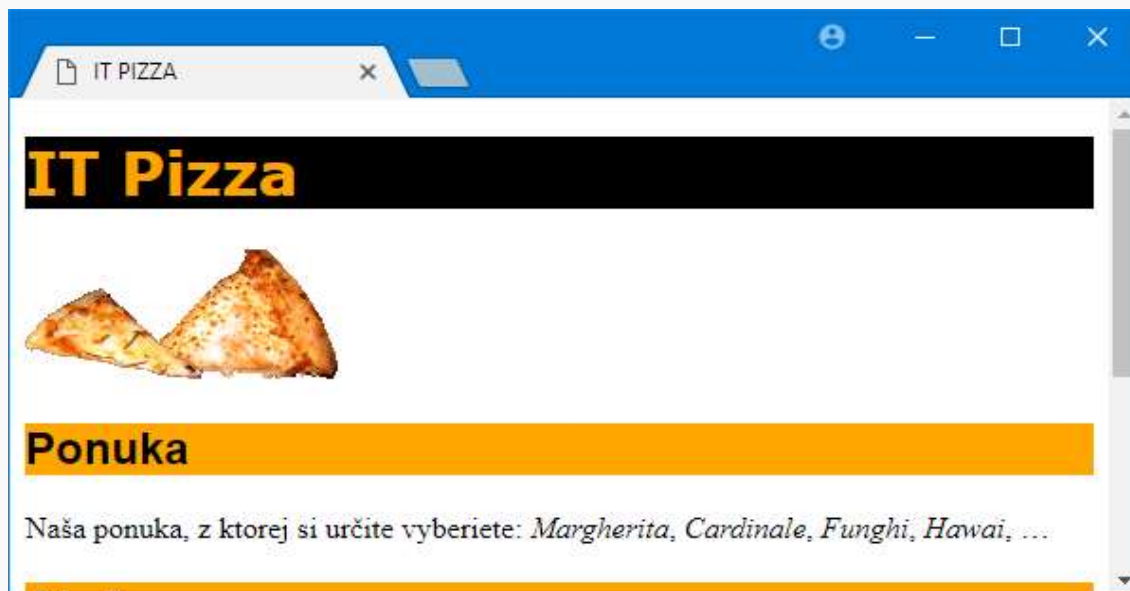 IT PIZZA
IT Pizza
Ponuka
Naša ponuka, z ktorej si určite vyberiete: Margherita, Cardinale, Funghi, Hawai, …